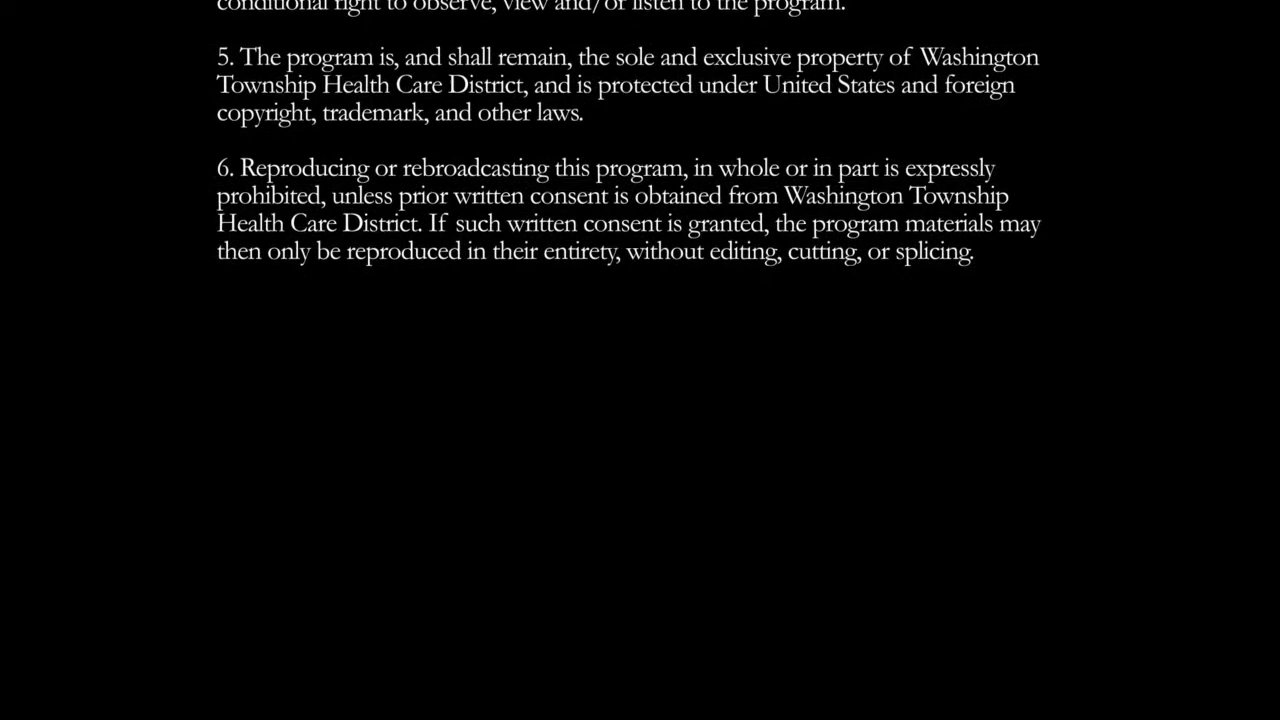 conditional right to observe, view and/or listen to the program.
5. The program is, and shall remain, the sole and exclusive property of Washington
Township Health Care District, and is protected under United States and foreign
copyright, trademark, and other laws.
6. Reproducing or rebroadcasting this program, in whole or in part is expressly
prohibited, unless prior written consent is obtained from Washington Township
Health Care District. If such written consent is granted, the program materials may
then only be reproduced in their entirety, without editing, cutting, or splicing.